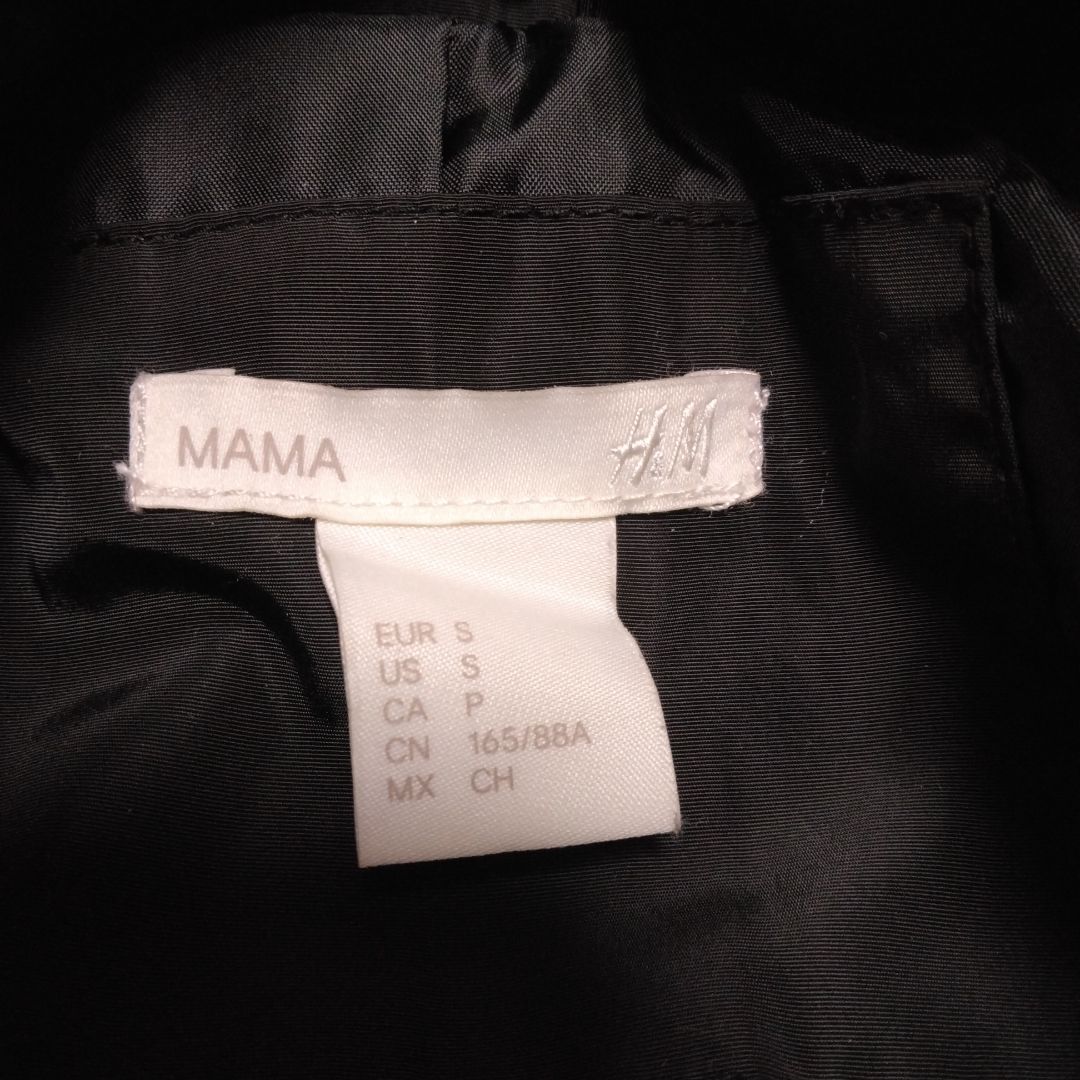 MAMA H&M
EUR S
US S
CA P
CN 165/88A
MX CH